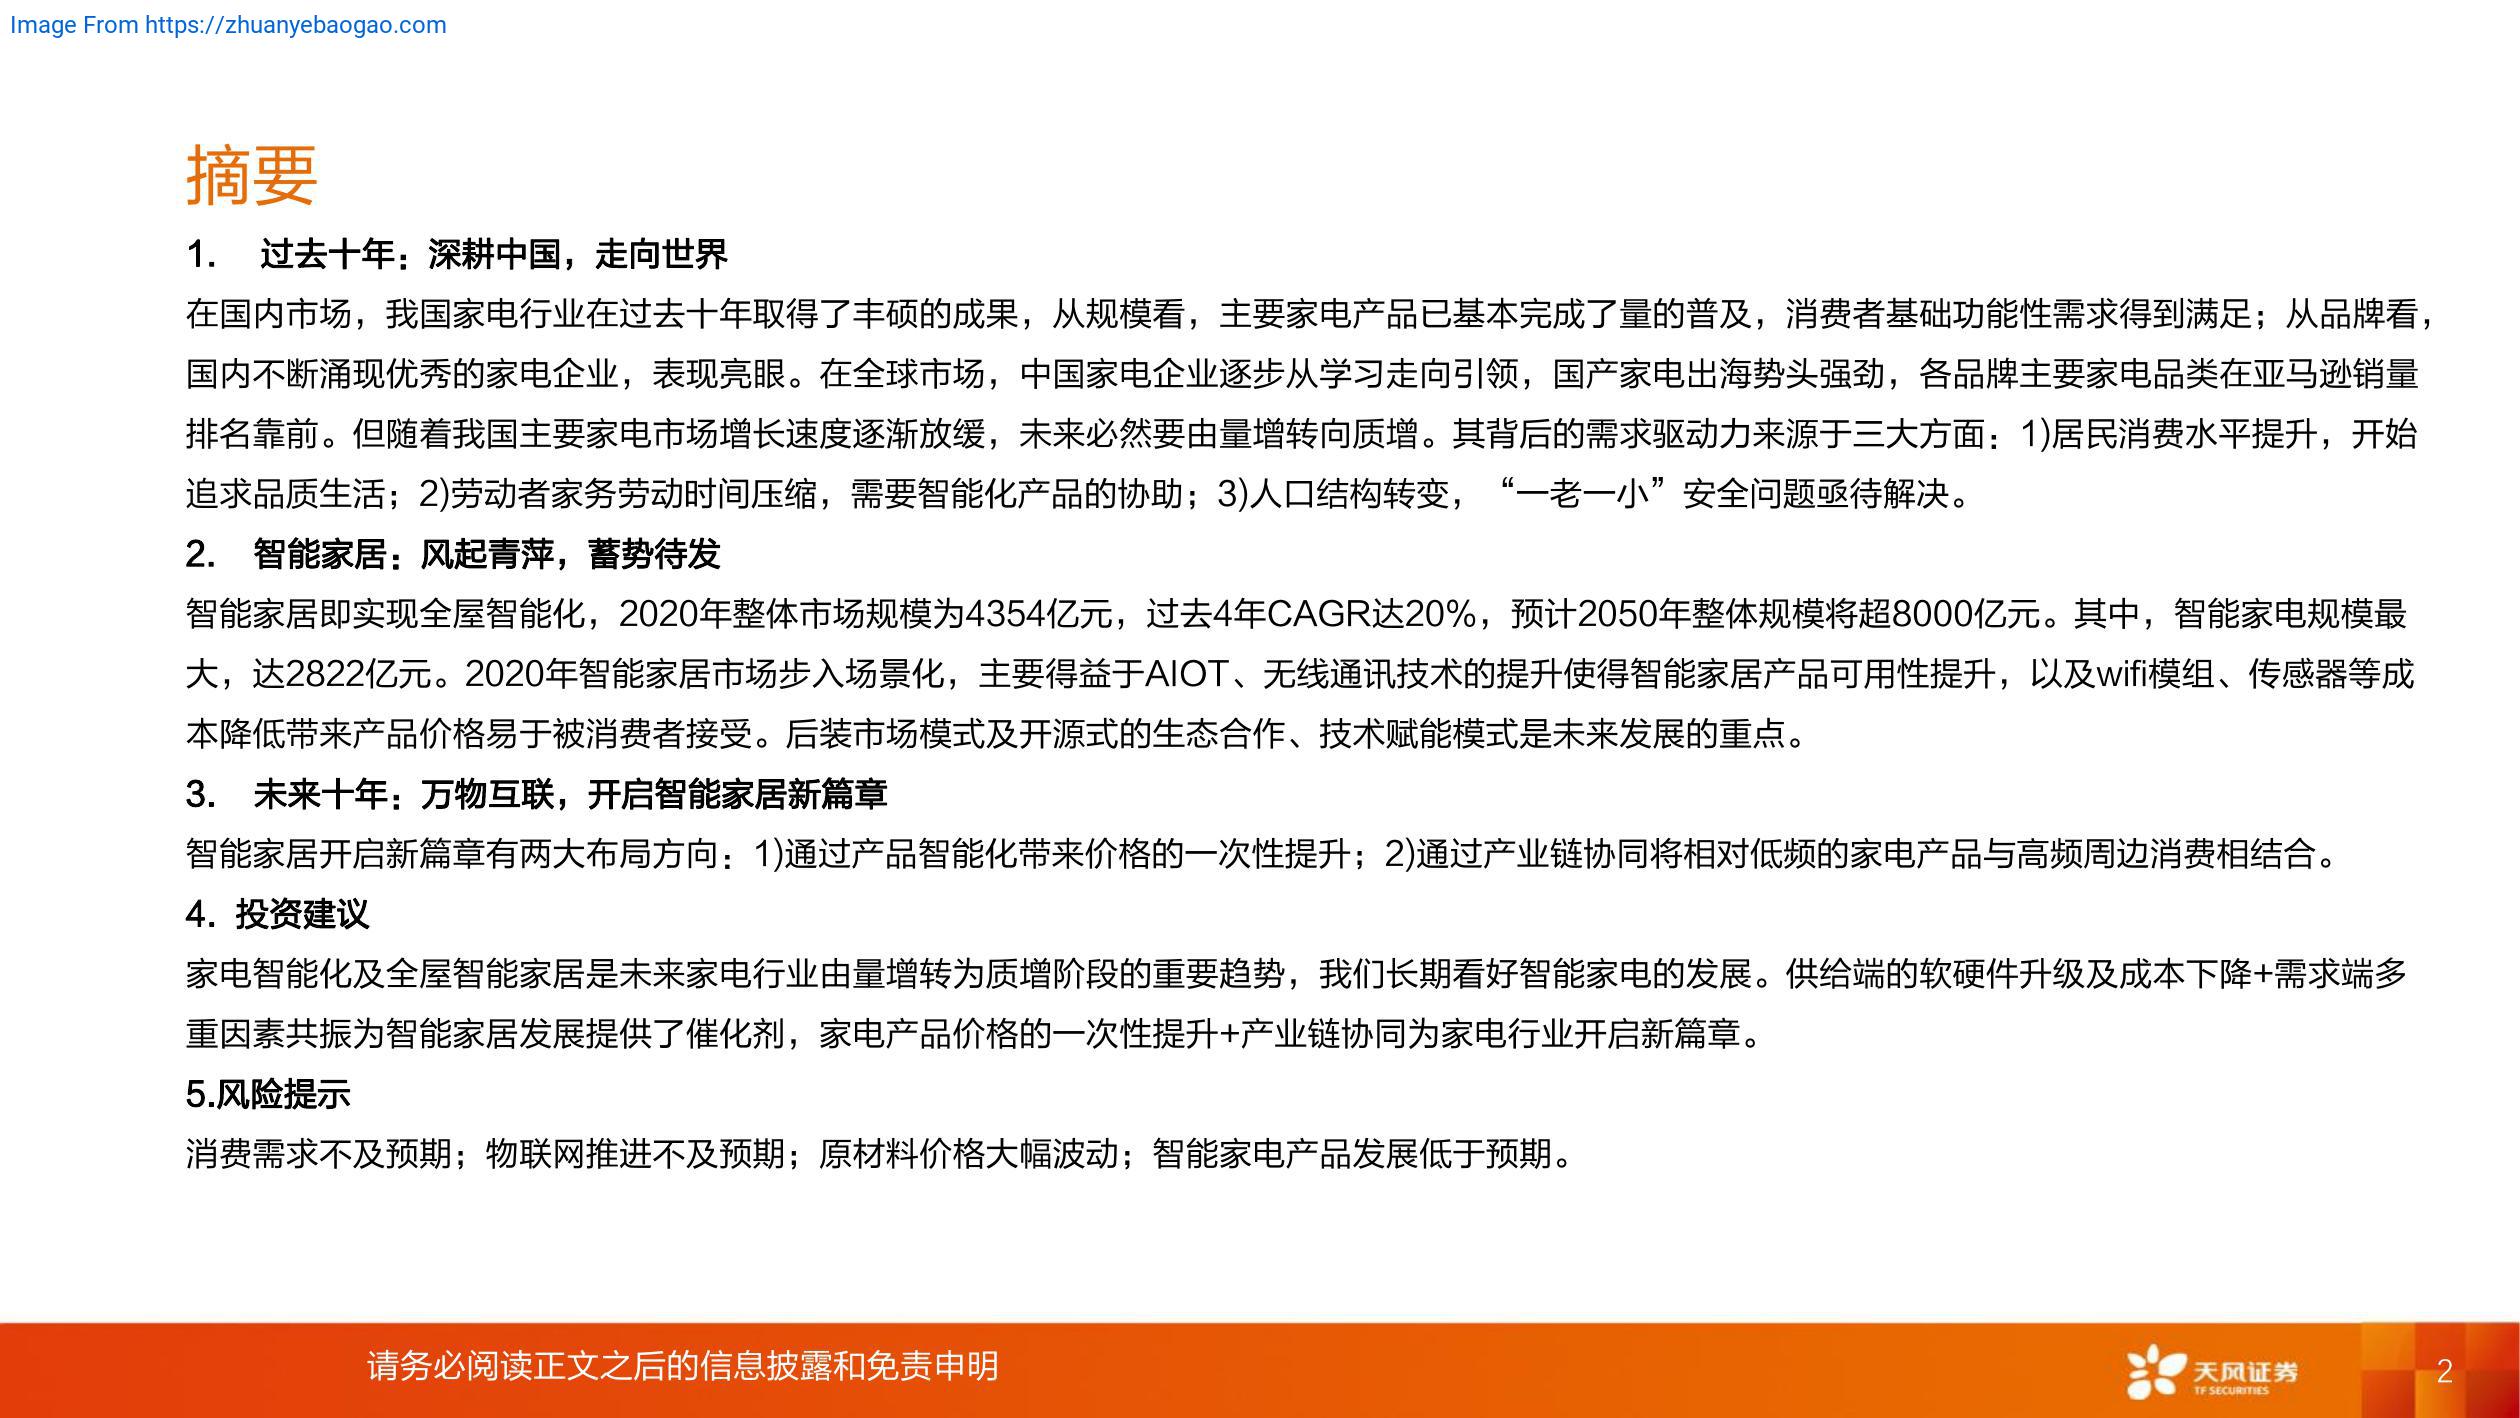 Image From https://zhuanyebaogao.com
摘要
1. 过去十年：深耕中国，走向世界
在国内市场，我国家电行业在过去十年取得了丰硕的成果，从规模看，主要家电产品已基本完成了量的普及，消费者基础功能性需求得到满足；从品牌看，
国内不断涌现优秀的家电企业，表现亮眼。在全球市场，中国家电企业逐步从学习走向引领，国产家电出海势头强劲，各品牌主要家电品类在亚马逊销量
排名靠前。但随着我国主要家电市场增长速度逐渐放缓，未来必然要由量增转向质增。其背后的需求驱动力来源于三大方面：1)居民消费水平提升，开始
追求品质生活；2)劳动者家务劳动时间压缩，需要智能化产品的协助；3)人口结构转变，“一老一小”安全问题亟待解决。
2. 智能家居：风起青萍，蓄势待发
智能家居即实现全屋智能化，2020年整体市场规模为4354亿元，过去4年CAGR达20%，预计2050年整体规模将超8000亿元。其中，智能家电规模最
大，达2822亿元。2020年智能家居市场步入场景化，主要得益于AIOT、无线通讯技术的提升使得智能家居产品可用性提升，以及wifi模组、传感器等成
本降低带来产品价格易于被消费者接受。后装市场模式及开源式的生态合作、技术赋能模式是未来发展的重点。
3. 未来十年：万物互联，开启智能家居新篇章
智能家居开启新篇章有两大布局方向：1)通过产品智能化带来价格的一次性提升；2)通过产业链协同将相对低频的家电产品与高频周边消费相结合。
4. 投资建议
家电智能化及全屋智能家居是未来家电行业由量增转为质增阶段的重要趋势，我们长期看好智能家电的发展。供给端的软硬件升级及成本下降+需求端多
重因素共振为智能家居发展提供了催化剂，家电产品价格的一次性提升+产业链协同为家电行业开启新篇章。
5.风险提示
消费需求不及预期；物联网推进不及预期；原材料价格大幅波动；智能家电产品发展低于预期。
请务必阅读正文之后的信息披露和免责申明
天风证券
TF SECURITIES
2